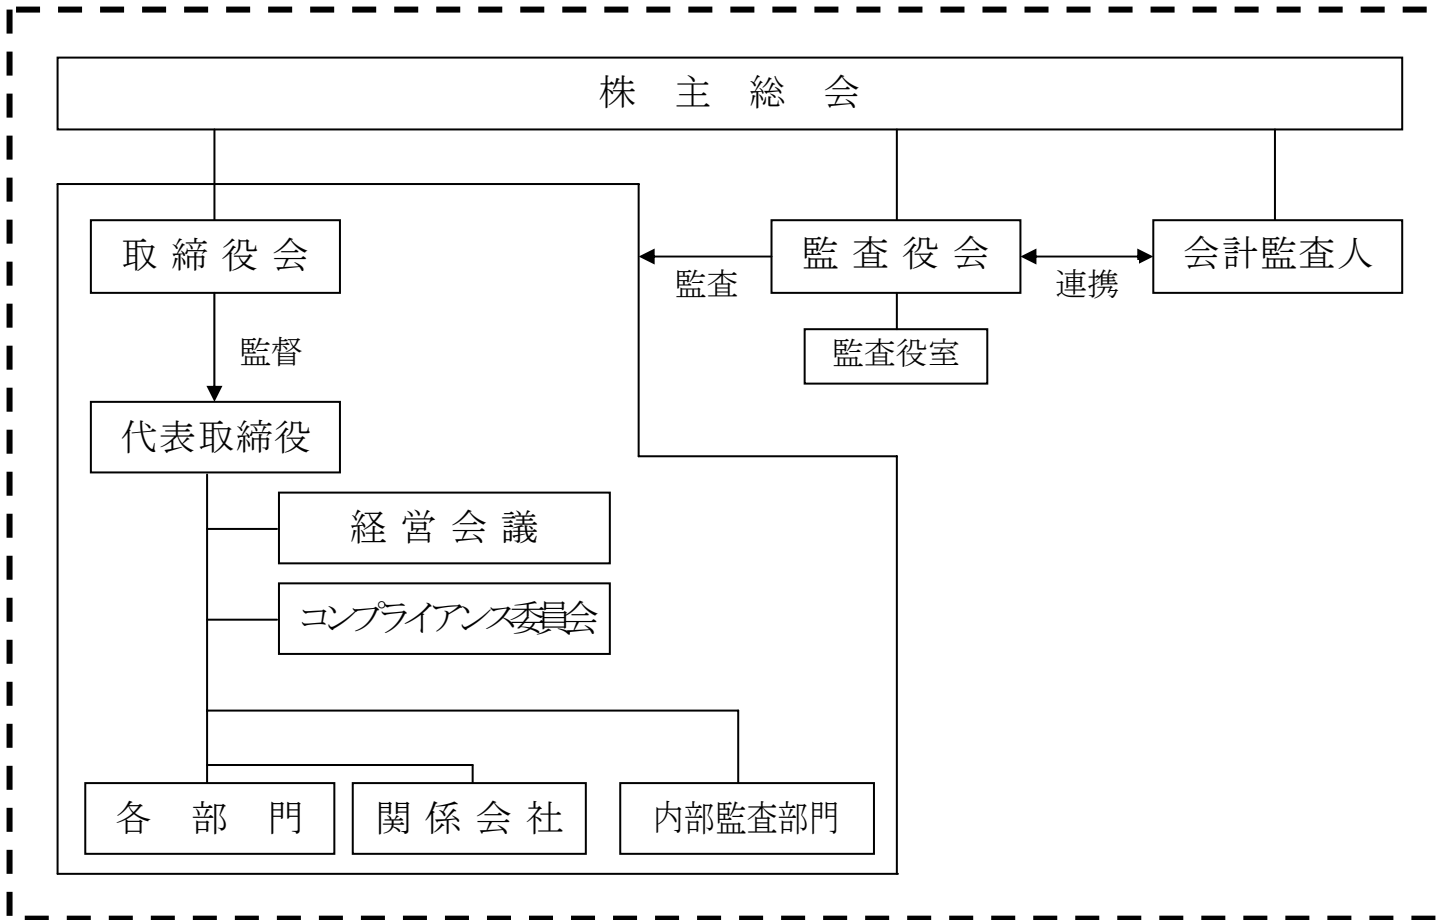 株 主 総 会
取 締 役 会
監 査 役 会
会計監査人
監査
連携
監督
監査役室
代表取締役
経 営 会 議
コンプライアンス委員会
各 部 門
関 係 会 社
内部監査部門